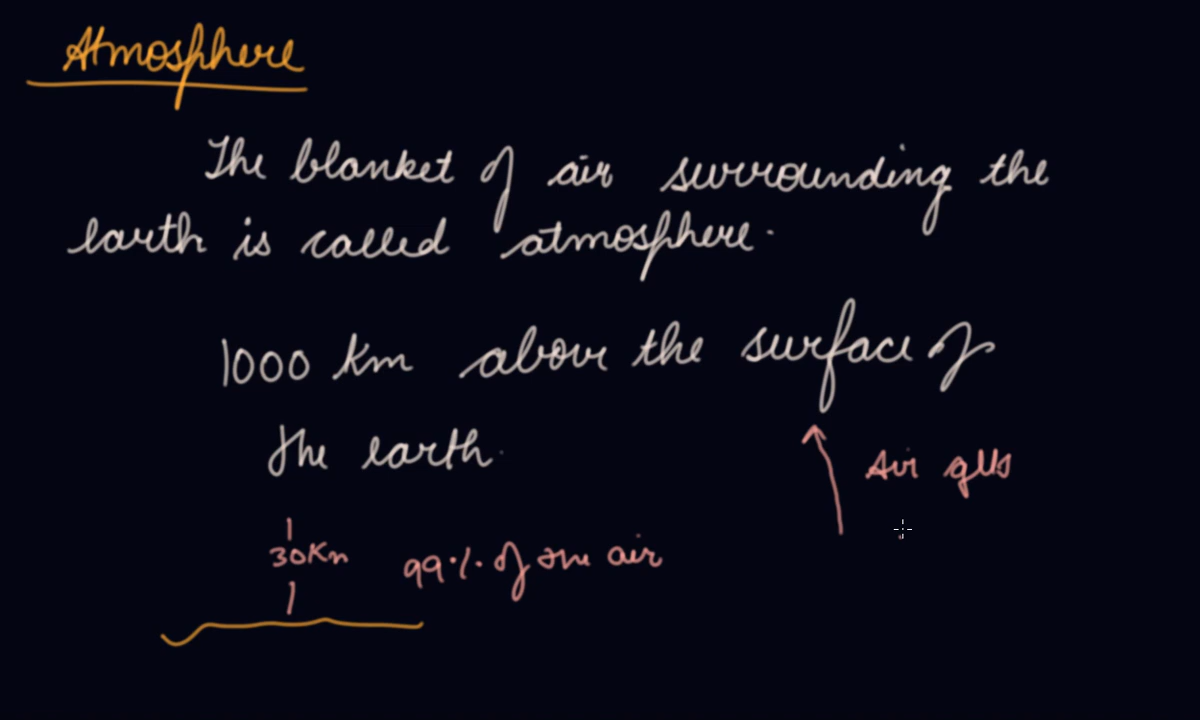 Atmosphere
The blanket of air surrounding the
earth is called atmosphere.
1000 Km above the surface of
the earth.
Air gets
30Km 99% of the air